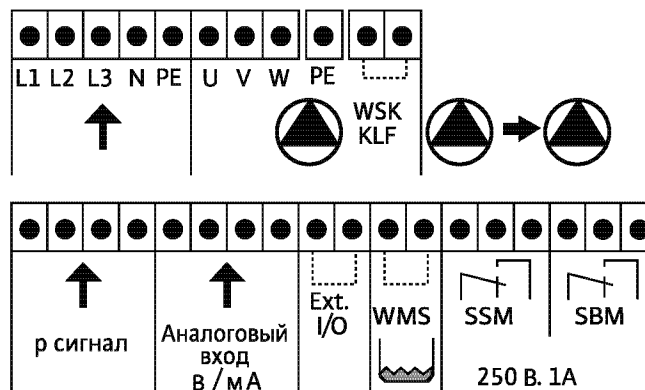 L1 L2 L3 N PE U V W PE
WSK
KLF
p сигнал
Аналоговый
вход
В / мА
Ext.
I/O
WMS
SSM
SBM
250 В. 1А